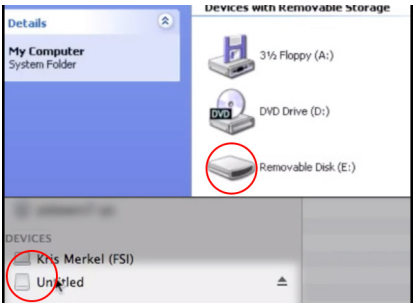 Devices with Removable Storage
Details
My Computer
System Folder
3½ Floppy (A:)
DVD
DVD Drive (D:)
Removable Disk (E:)
DEVICES
Kris Merkel (FSI)
Untitled